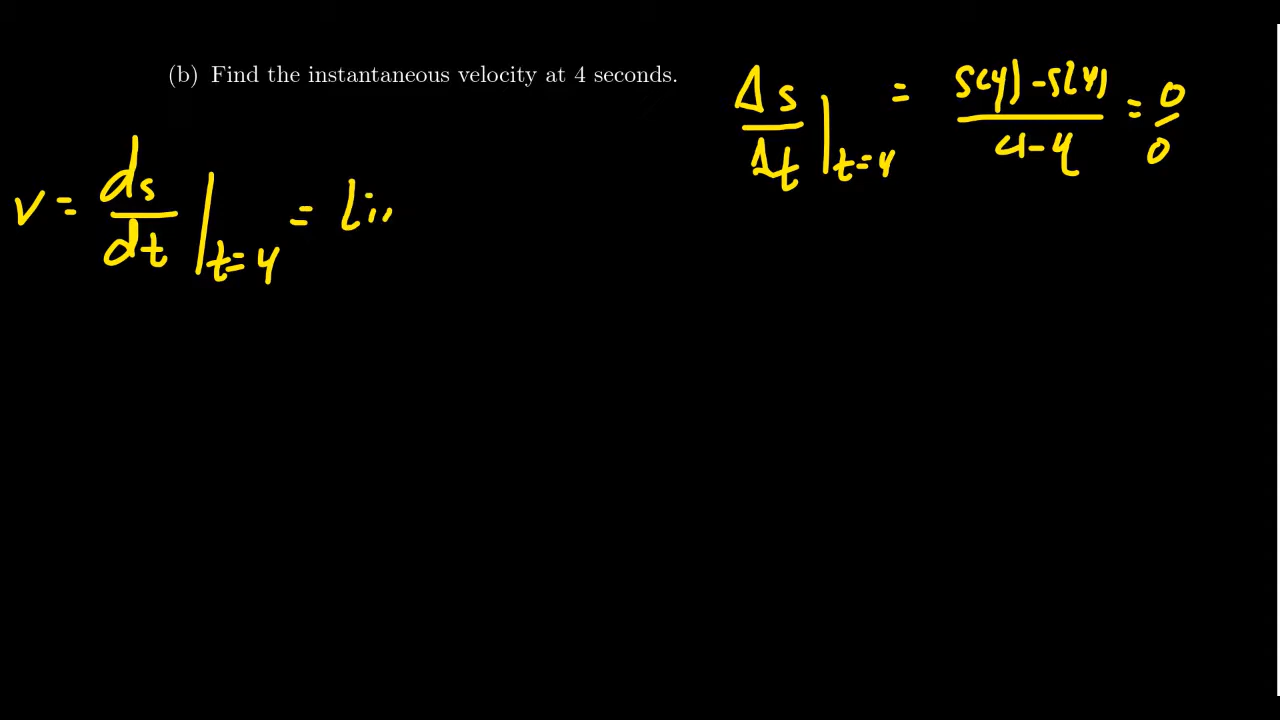 (b) Find the instantaneous velocity at 4 seconds.
Δs/Δt |t=4 = s(4)-s(4)/4-4 = 0/0
v = ds/dt |t=4 =